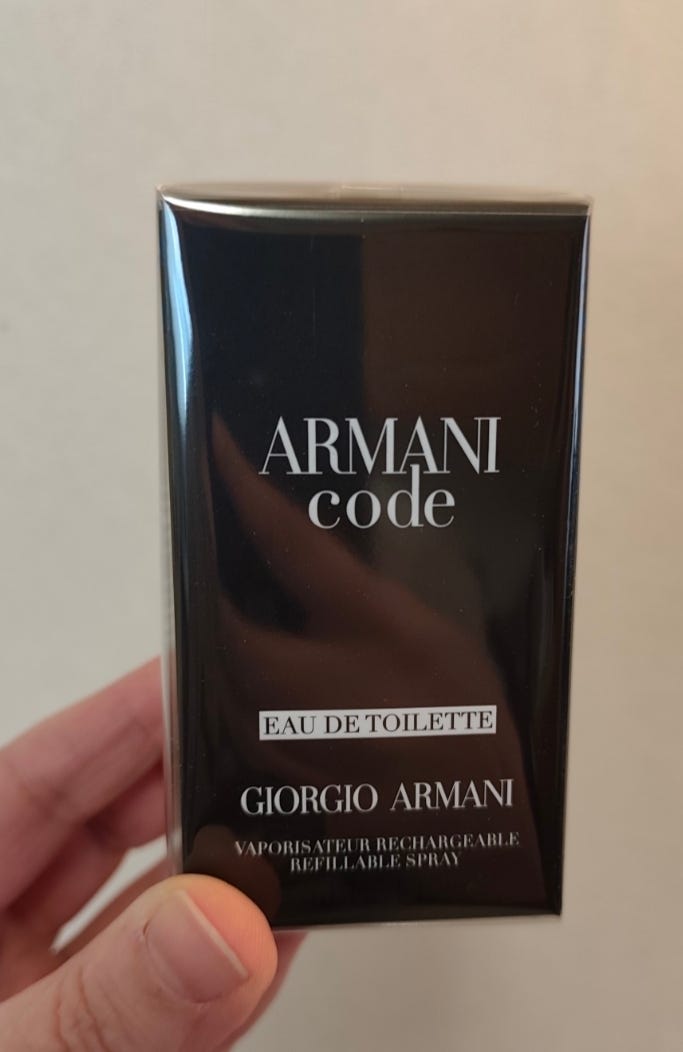 ARMANI
code
EAU DE TOILETTE
GIORGIO ARMANI
VAPORISATEUR RECHARGEABLE
REFILLABLE SPRAY